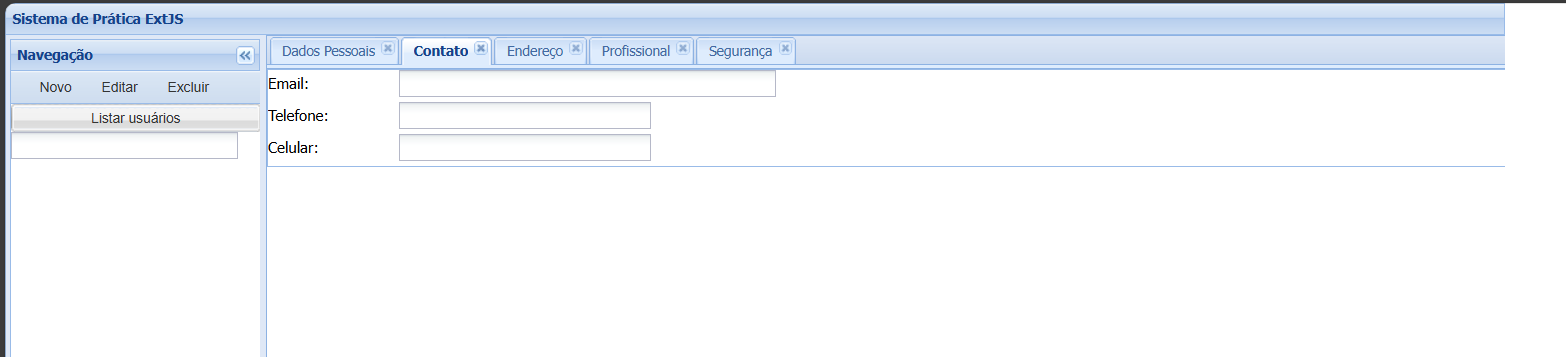 Sistema de Prática ExtJS
Navegação
Novo Editar Excluir
Listar usuários
Dados Pessoais Contato Endereço Profissional Segurança
Email:
Telefone:
Celular: